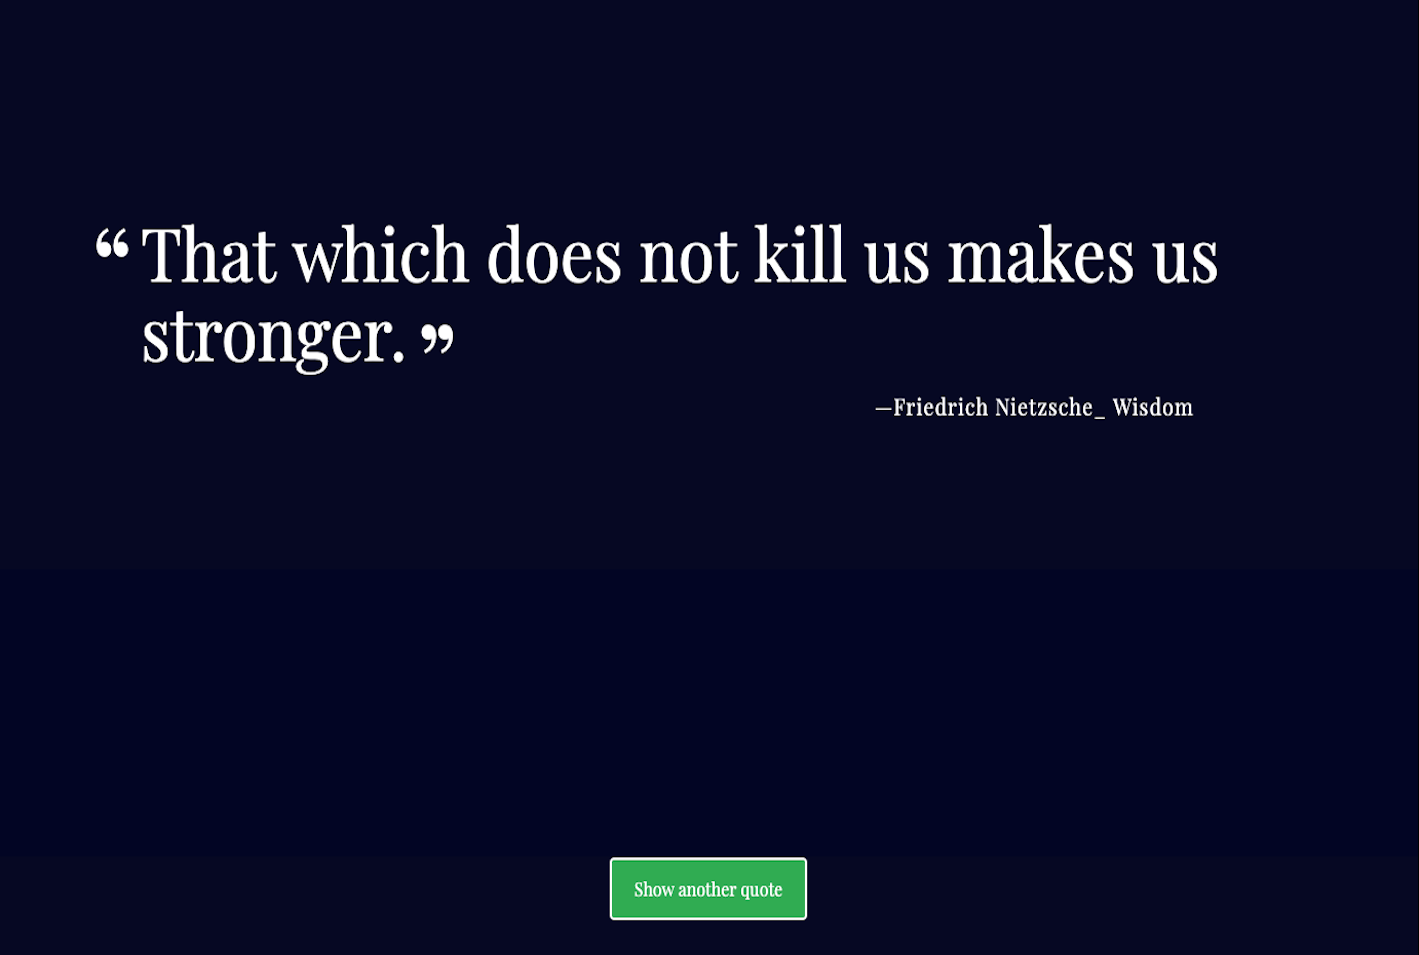 “That which does not kill us makes us
stronger.”
—Friedrich Nietzsche_ Wisdom
Show another quote